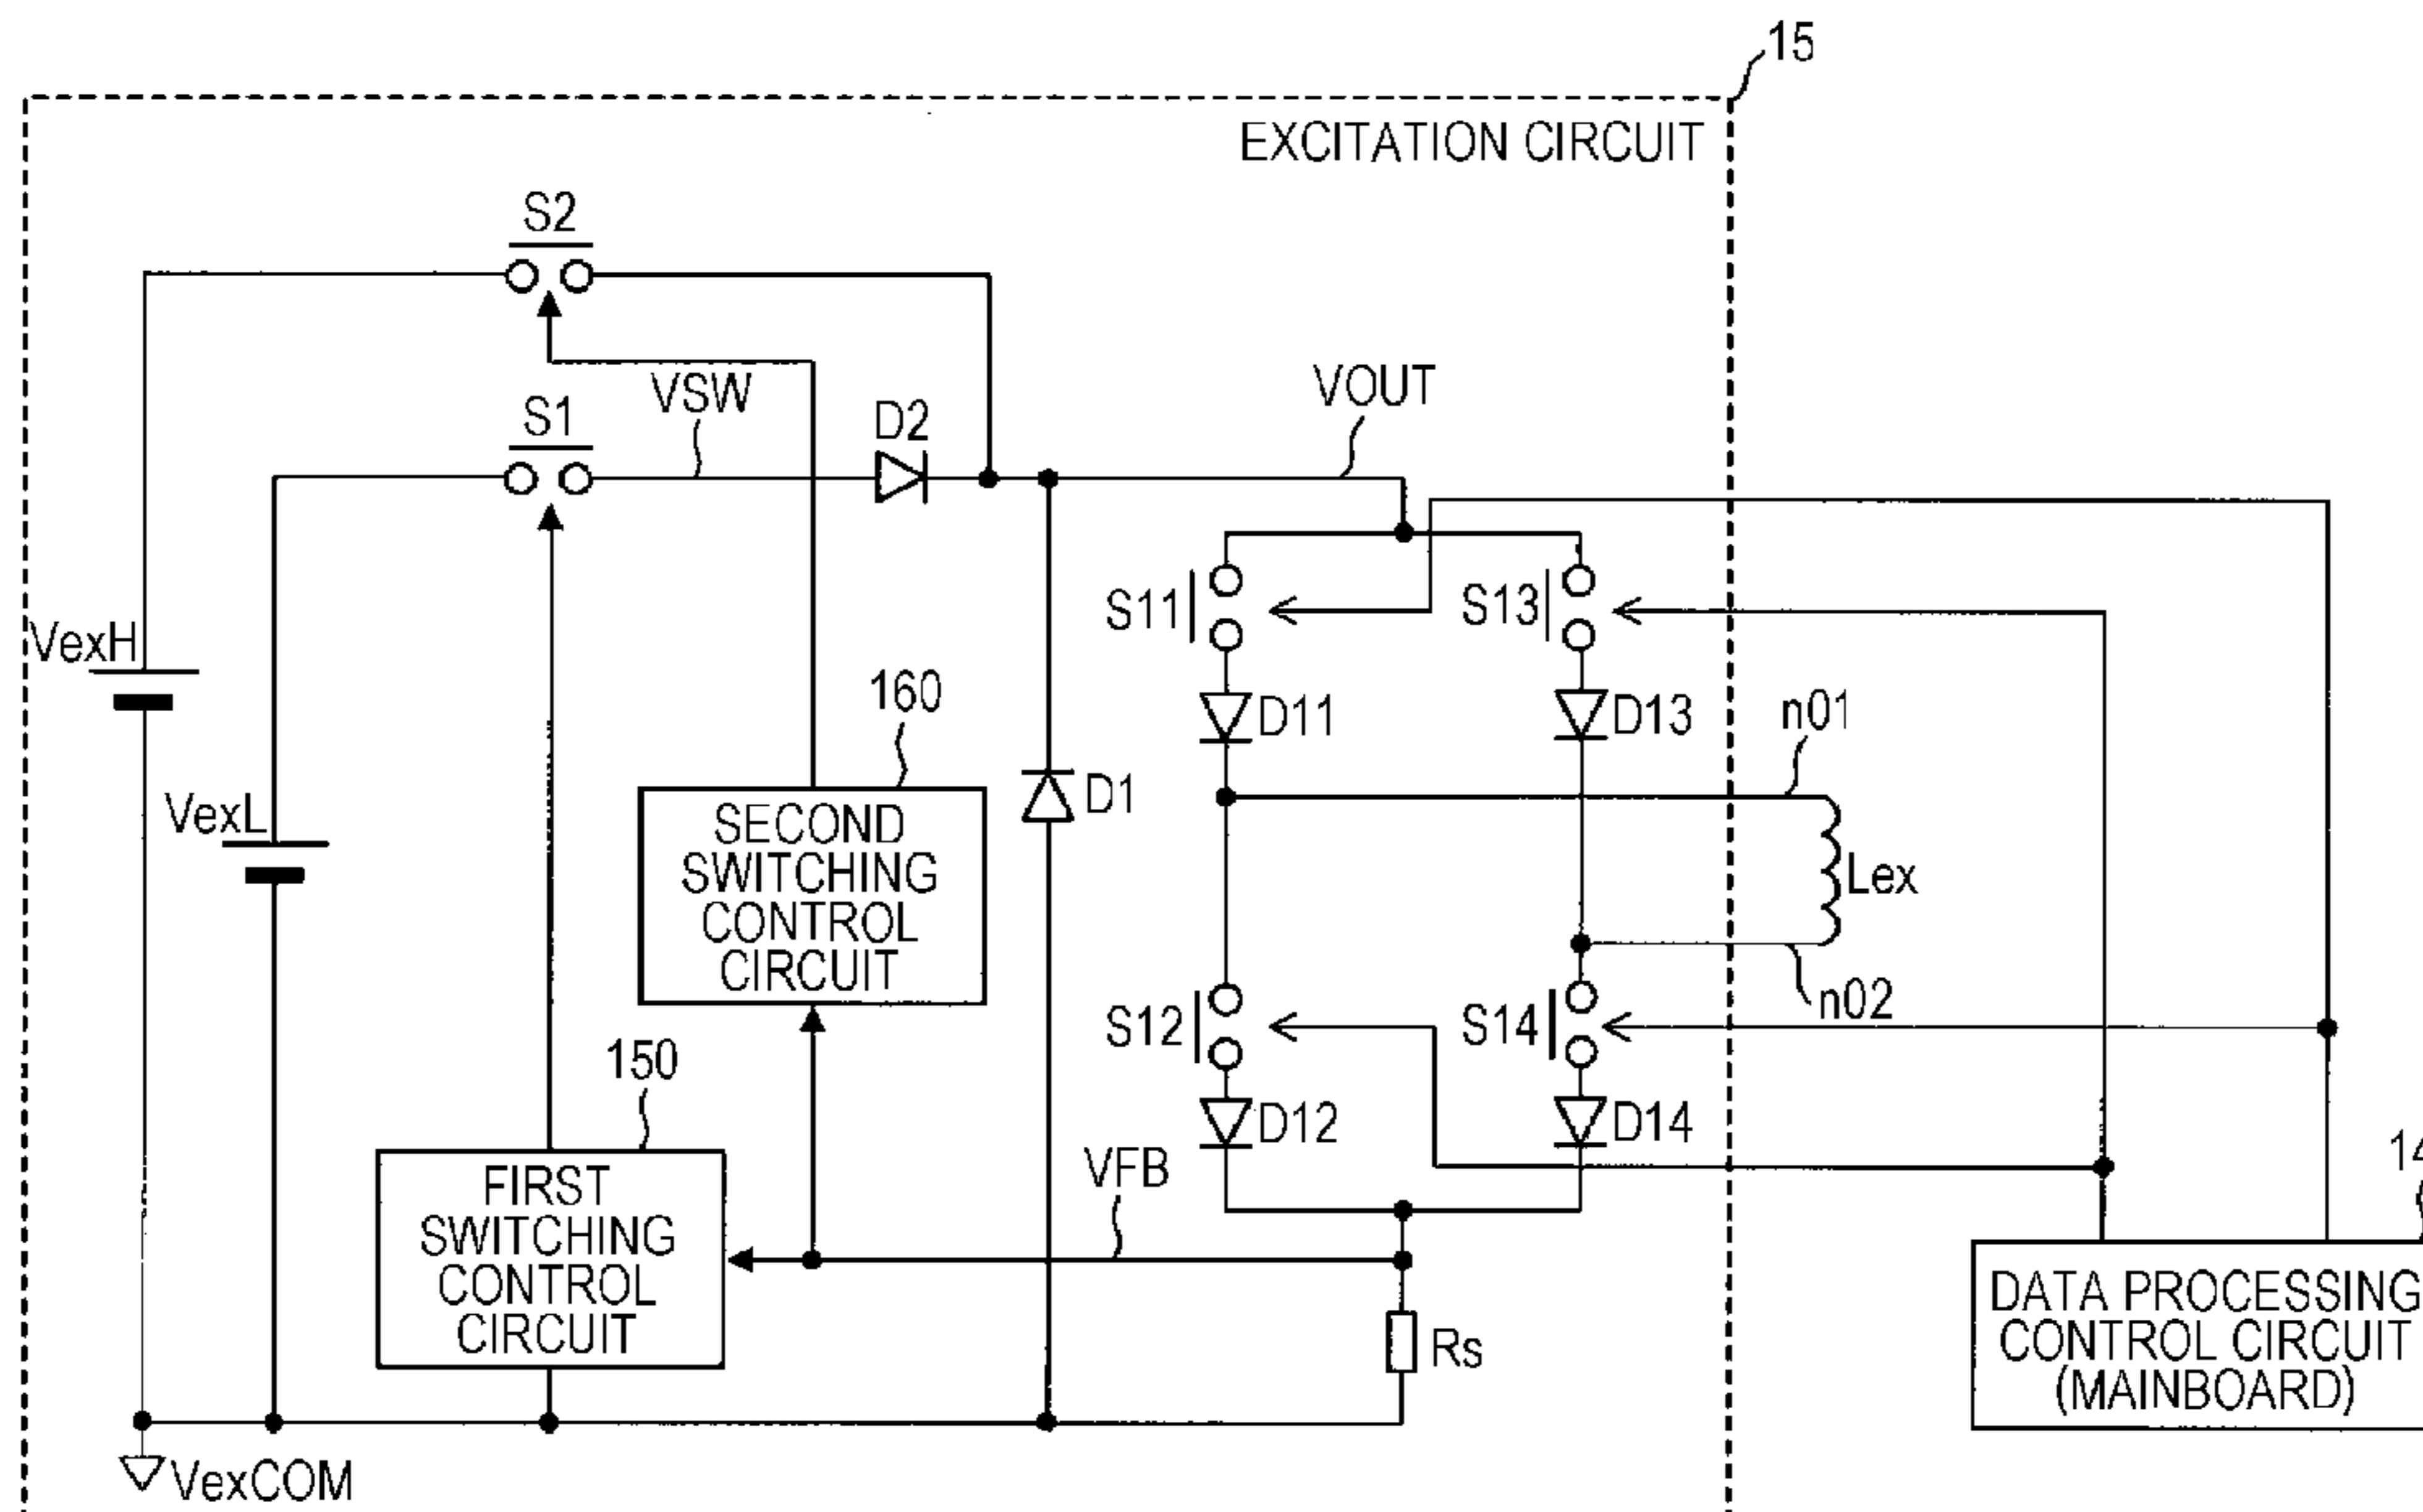 15
EXCITATION CIRCUIT
S2
VSW
S1
D2
VOUT
S11
S13
VexH
160
D11
D13
n01
VexL
D1
SECOND
SWITCHING
CONTROL
CIRCUIT
Lex
n02
S12
S14
150
D12
D14
VFB
FIRST
SWITCHING
CONTROL
CIRCUIT
Rs
DATA PROCESSING
CONTROL CIRCUIT
(MAINBOARD)
VexCOM